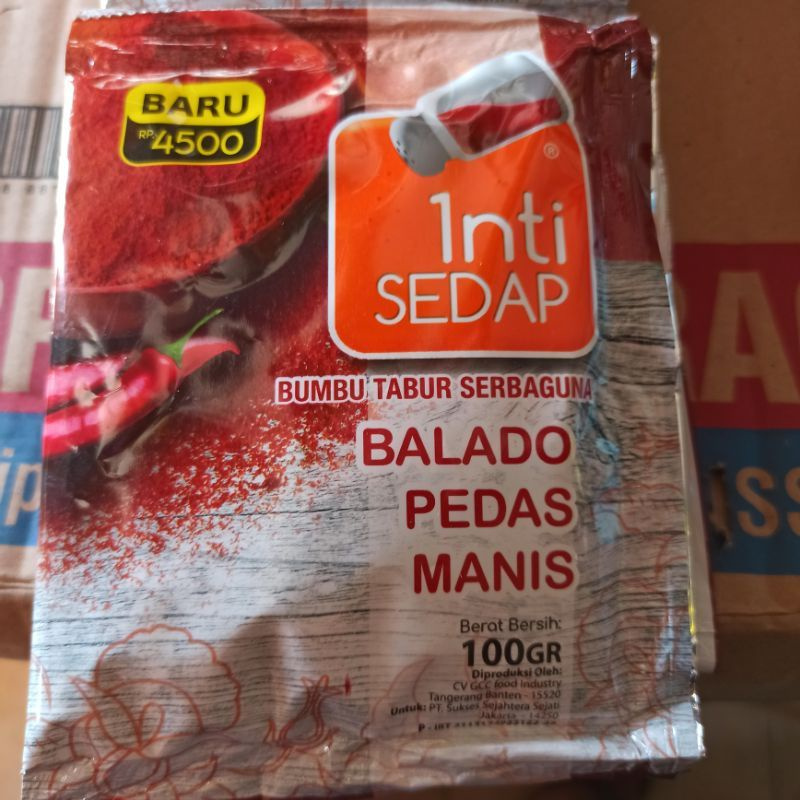 BARU
RP. 4500
1nti
SEDAP
®
BUMBU TABUR SERBAGUNA
BALADO
PEDAS
MANIS
Berat Bersih:
100GR
Diproduksi Oleh:
CV GCC food Industry
Tangerang Banten - 15520
Untuk: PT. Sukses Sejahtera Sejati
Jakarta - 14250